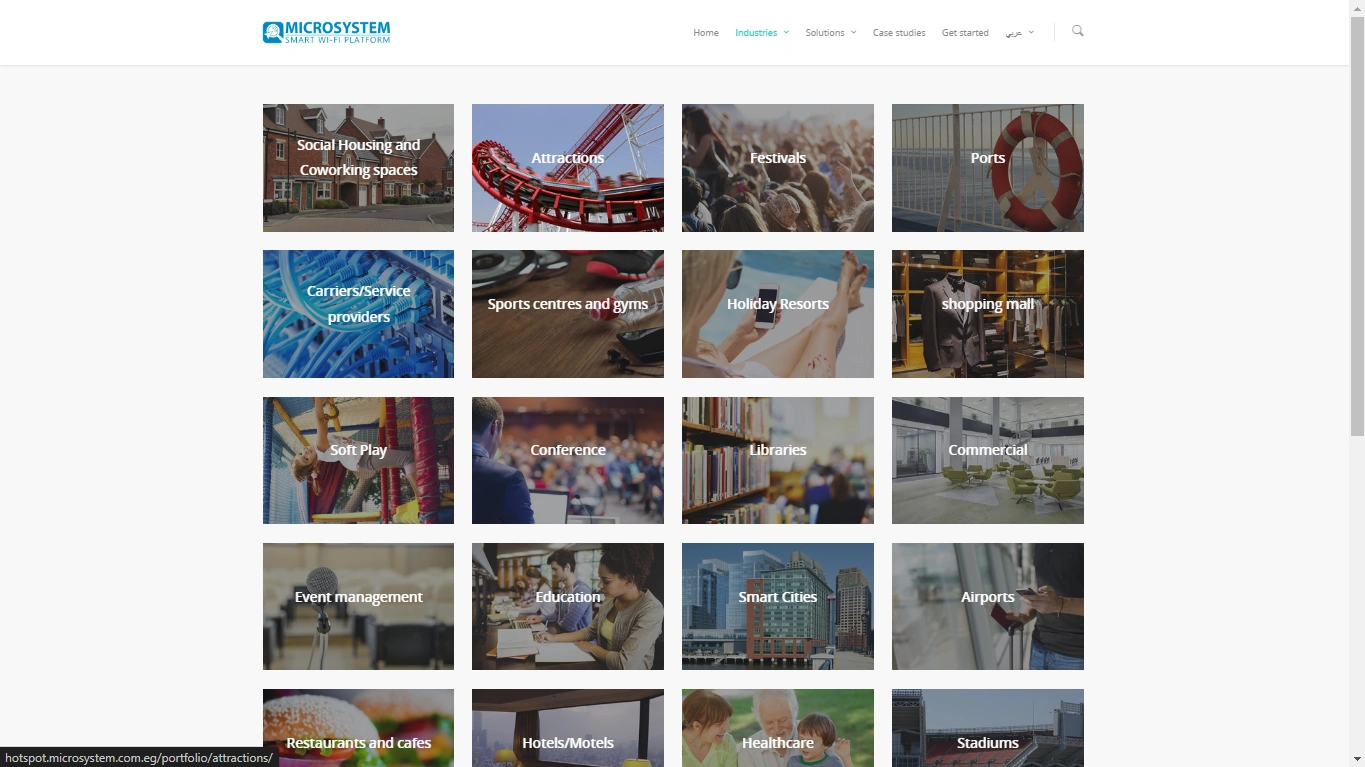 MICROSYSTEM
SMART WI-FI PLATFORM
Home Industries Solutions Case studies Get started عربي
Social Housing and
Coworking spaces
Attractions
Festivals
Ports
Carriers/Service
providers
Sports centres and gyms
Holiday Resorts
shopping mall
Soft Play
Conference
Libraries
Commercial
Event management
Education
Smart Cities
Airports
Restaurants and cafes
Hotels/Motels
Healthcare
Stadiums
hotspot.microsystem.com.eg/portfolio/attractions/